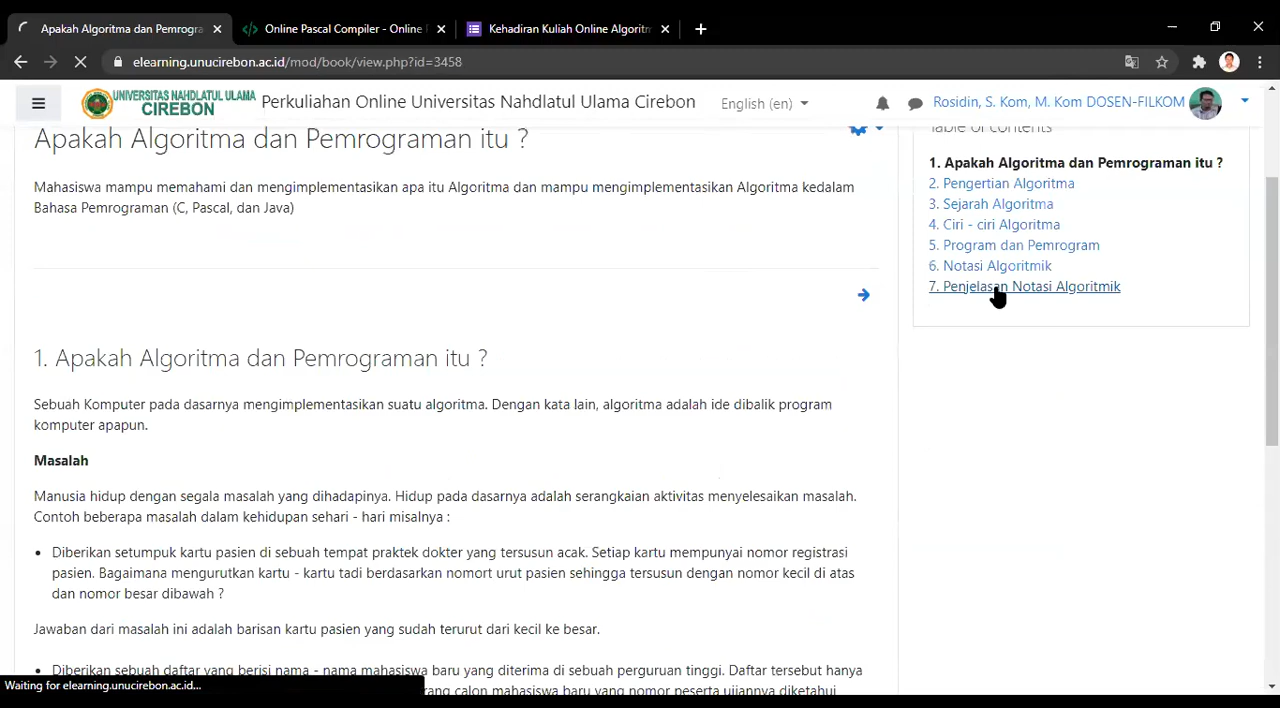 Apakah Algoritma dan Pemrogra
Online Pascal Compiler - Online
Kehadiran Kuliah Online Algoritm
elearning.unucirebon.ac.id/mod/book/view.php?id=3458
UNIVERSITAS NAHDLATUL ULAMA
CIREBON
Perkuliahan Online Universitas Nahdlatul Ulama Cirebon
English (en)
Rosidin, S. Kom, M. Kom DOSEN-FILKOM
Apakah Algoritma dan Pemrograman itu ?
Mahasiswa mampu memahami dan mengimplementasikan apa itu Algoritma dan mampu mengimplementasikan Algoritma kedalam
Bahasa Pemrograman (C, Pascal, dan Java)
1. Apakah Algoritma dan Pemrograman itu ?
Sebuah Komputer pada dasarnya mengimplementasikan suatu algoritma. Dengan kata lain, algoritma adalah ide dibalik program
komputer apapun.
Masalah
Manusia hidup dengan segala masalah yang dihadapinya. Hidup pada dasarnya adalah serangkaian aktivitas menyelesaikan masalah.
Contoh beberapa masalah dalam kehidupan sehari - hari misalnya :
• Diberikan setumpuk kartu pasien di sebuah tempat praktek dokter yang tersusun acak. Setiap kartu mempunyai nomor registrasi
pasien. Bagaimana mengurutkan kartu - kartu tadi berdasarkan nomort urut pasien sehingga tersusun dengan nomor kecil di atas
dan nomor besar dibawah ?
Jawaban dari masalah ini adalah barisan kartu pasien yang sudah terurut dari kecil ke besar.
• Diberikan sebuah daftar yang berisi nama - nama mahasiswa baru yang diterima di sebuah perguruan tinggi. Daftar tersebut hanya
calon mahasiswa baru yang nomor peserta ujiannya diketahui
Table of contents
1. Apakah Algoritma dan Pemrograman itu ?
2. Pengertian Algoritma
3. Sejarah Algoritma
4. Ciri - ciri Algoritma
5. Program dan Pemrogram
6. Notasi Algoritmik
7. Penjelasan Notasi Algoritmik
Waiting for elearning.unucirebon.ac.id...